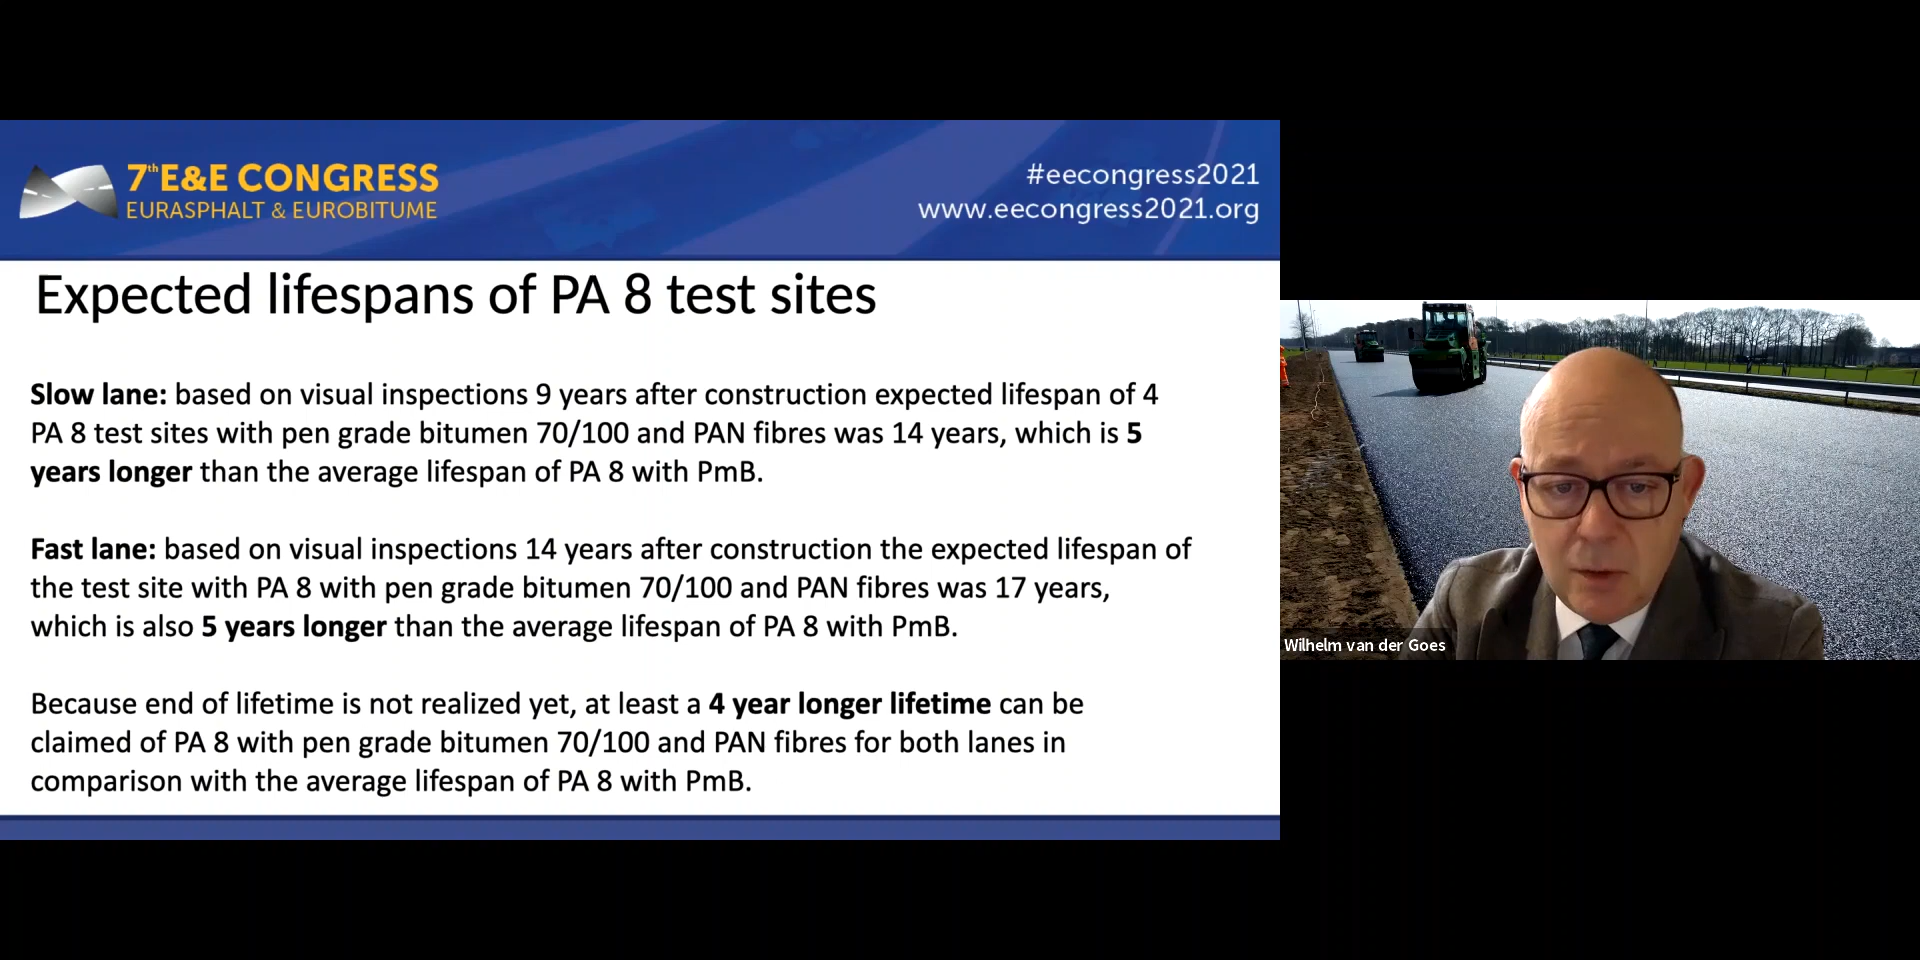 7th E&E CONGRESS
EURASPHALT & EUROBITUME
#eecongress2021
www.eecongress2021.org
Expected lifespans of PA 8 test sites
Slow lane: based on visual inspections 9 years after construction expected lifespan of 4
PA 8 test sites with pen grade bitumen 70/100 and PAN fibres was 14 years, which is 5
years longer than the average lifespan of PA 8 with PmB.
Fast lane: based on visual inspections 14 years after construction the expected lifespan of
the test site with PA 8 with pen grade bitumen 70/100 and PAN fibres was 17 years,
which is also 5 years longer than the average lifespan of PA 8 with PmB.
Because end of lifetime is not realized yet, at least a 4 year longer lifetime can be
claimed of PA 8 with pen grade bitumen 70/100 and PAN fibres for both lanes in
comparison with the average lifespan of PA 8 with PmB.
Wilhelm van der Goes